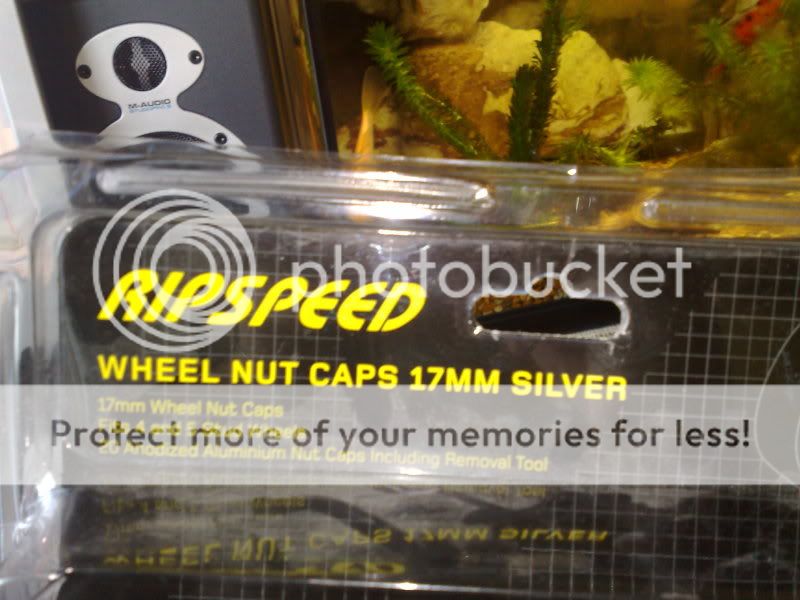 M-AUDIO
photobucket
RIPSPEED
WHEEL NUT CAPS 17MM SILVER
17mm Wheel Nut Caps
Protect more of your memories for less!
20 Anodized Aluminium Nut Caps Including Removal Tool